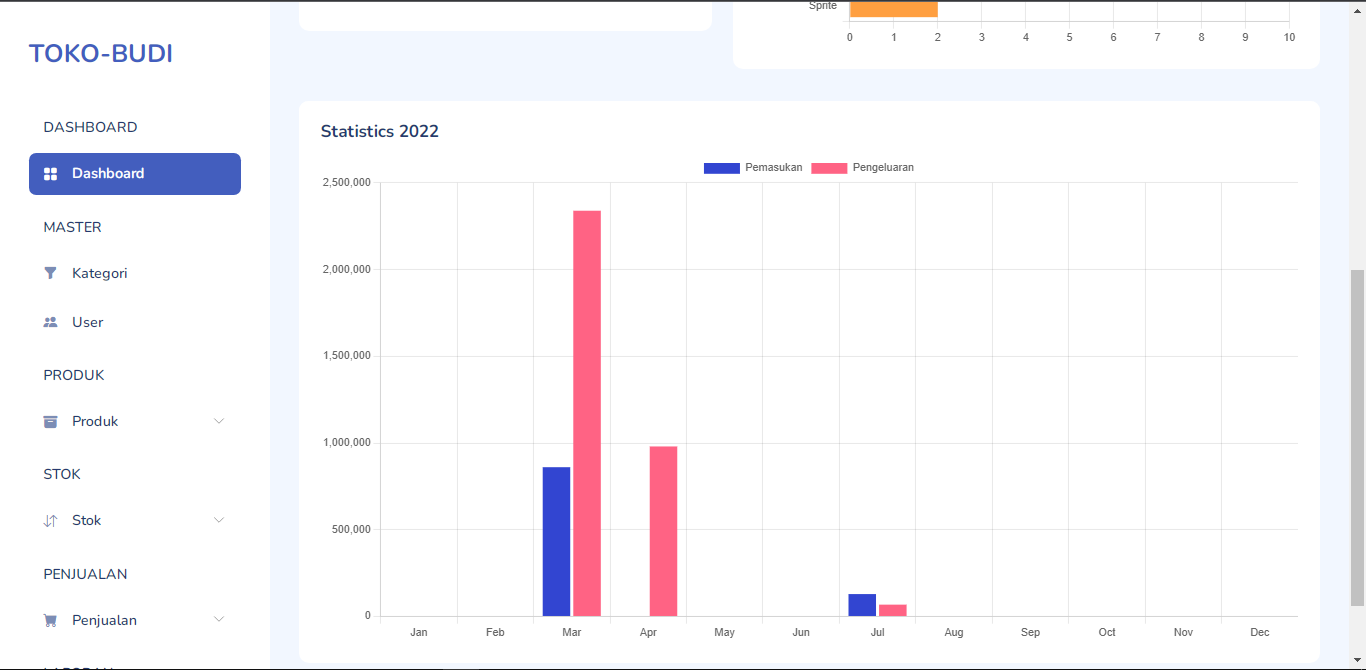 TOKO-BUDI
DASHBOARD
Dashboard
MASTER
Kategori
User
PRODUK
Produk
STOK
Stok
PENJUALAN
Penjualan
LAPORAN
Sprite
0 1 2 3 4 5 6 7 8 9 10
Statistics 2022
Pemasukan Pengeluaran
2,500,000
2,000,000
1,500,000
1,000,000
500,000
0
Jan Feb Mar Apr May Jun Jul Aug Sep Oct Nov Dec